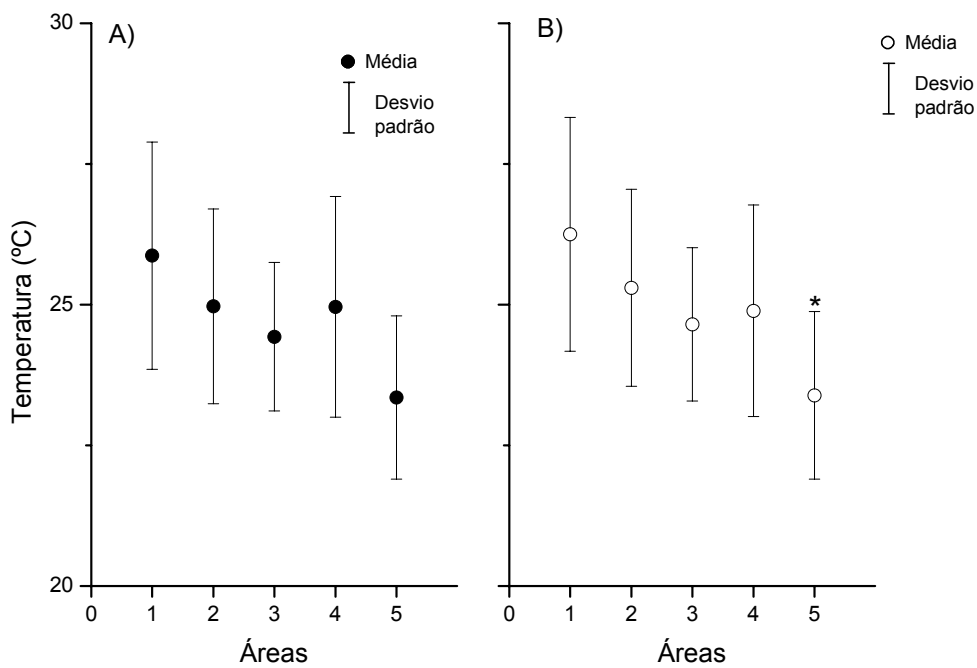 30
A)
Média
Desvio
padrão
B)
Média
Desvio
padrão
Temperatura (ºC)
25
*
20
0 1 2 3 4 5
0 1 2 3 4 5
Áreas
Áreas